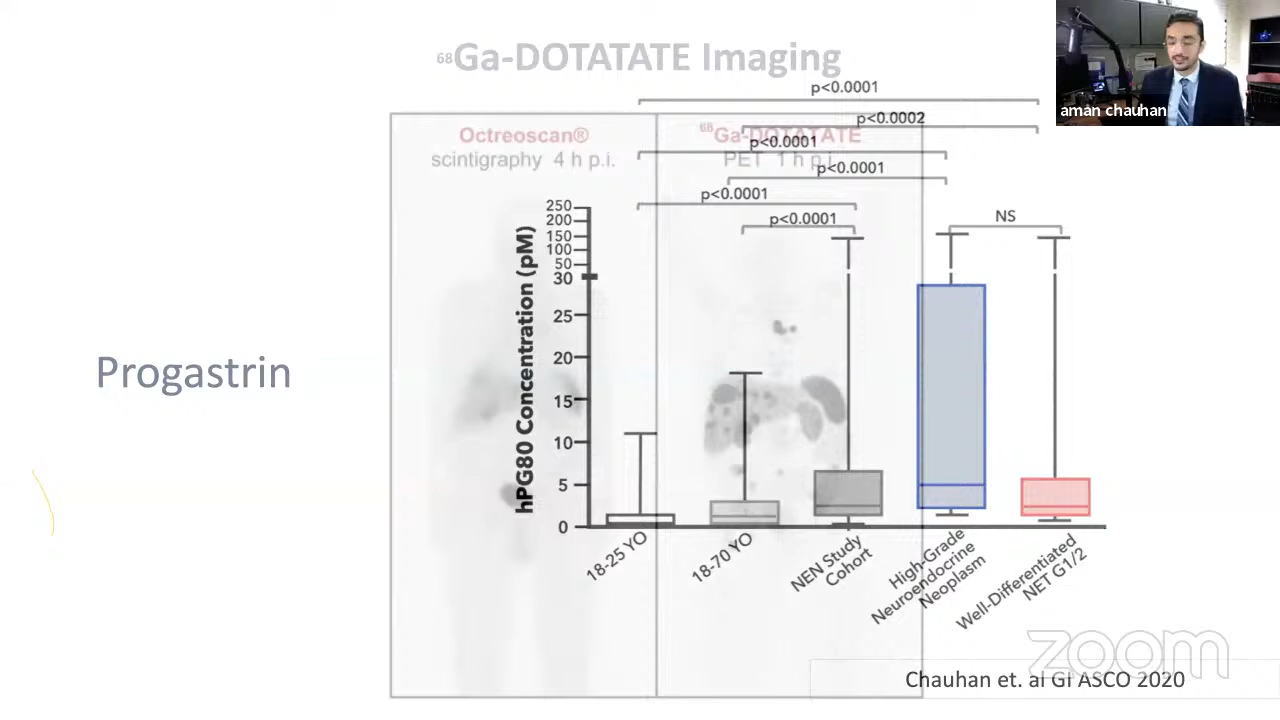 68Ga-DOTATATE Imaging
aman chauhan
Octreoscan®
scintigraphy 4 h p.i.
68Ga-DOTATATE
PET 1 h p.i.
p<0.0001
p<0.0002
p<0.0001
p<0.0001
p<0.0001
p<0.0001
NS
Progastrin
hPG80 Concentration (pM)
250
200
150
100
50
30
25
20
15
10
5
0
18-25 YO
18-70 YO
NEN Study
Cohort
High-Grade
Neuroendocrine
Neoplasm
Well-Differentiated
NET G1/2
zoom
Chauhan et. al GI ASCO 2020